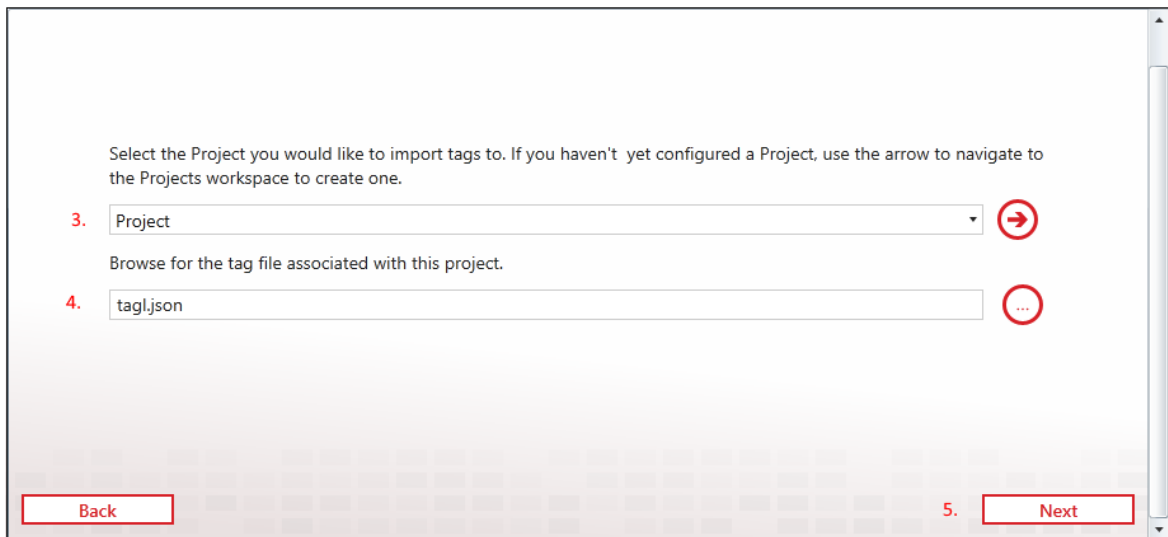 Select the Project you would like to import tags to. If you haven't  yet configured a Project, use the arrow to navigate to
the Projects workspace to create one.
3. Project
Browse for the tag file associated with this project.
4. tagl.json ...
Back 5. Next